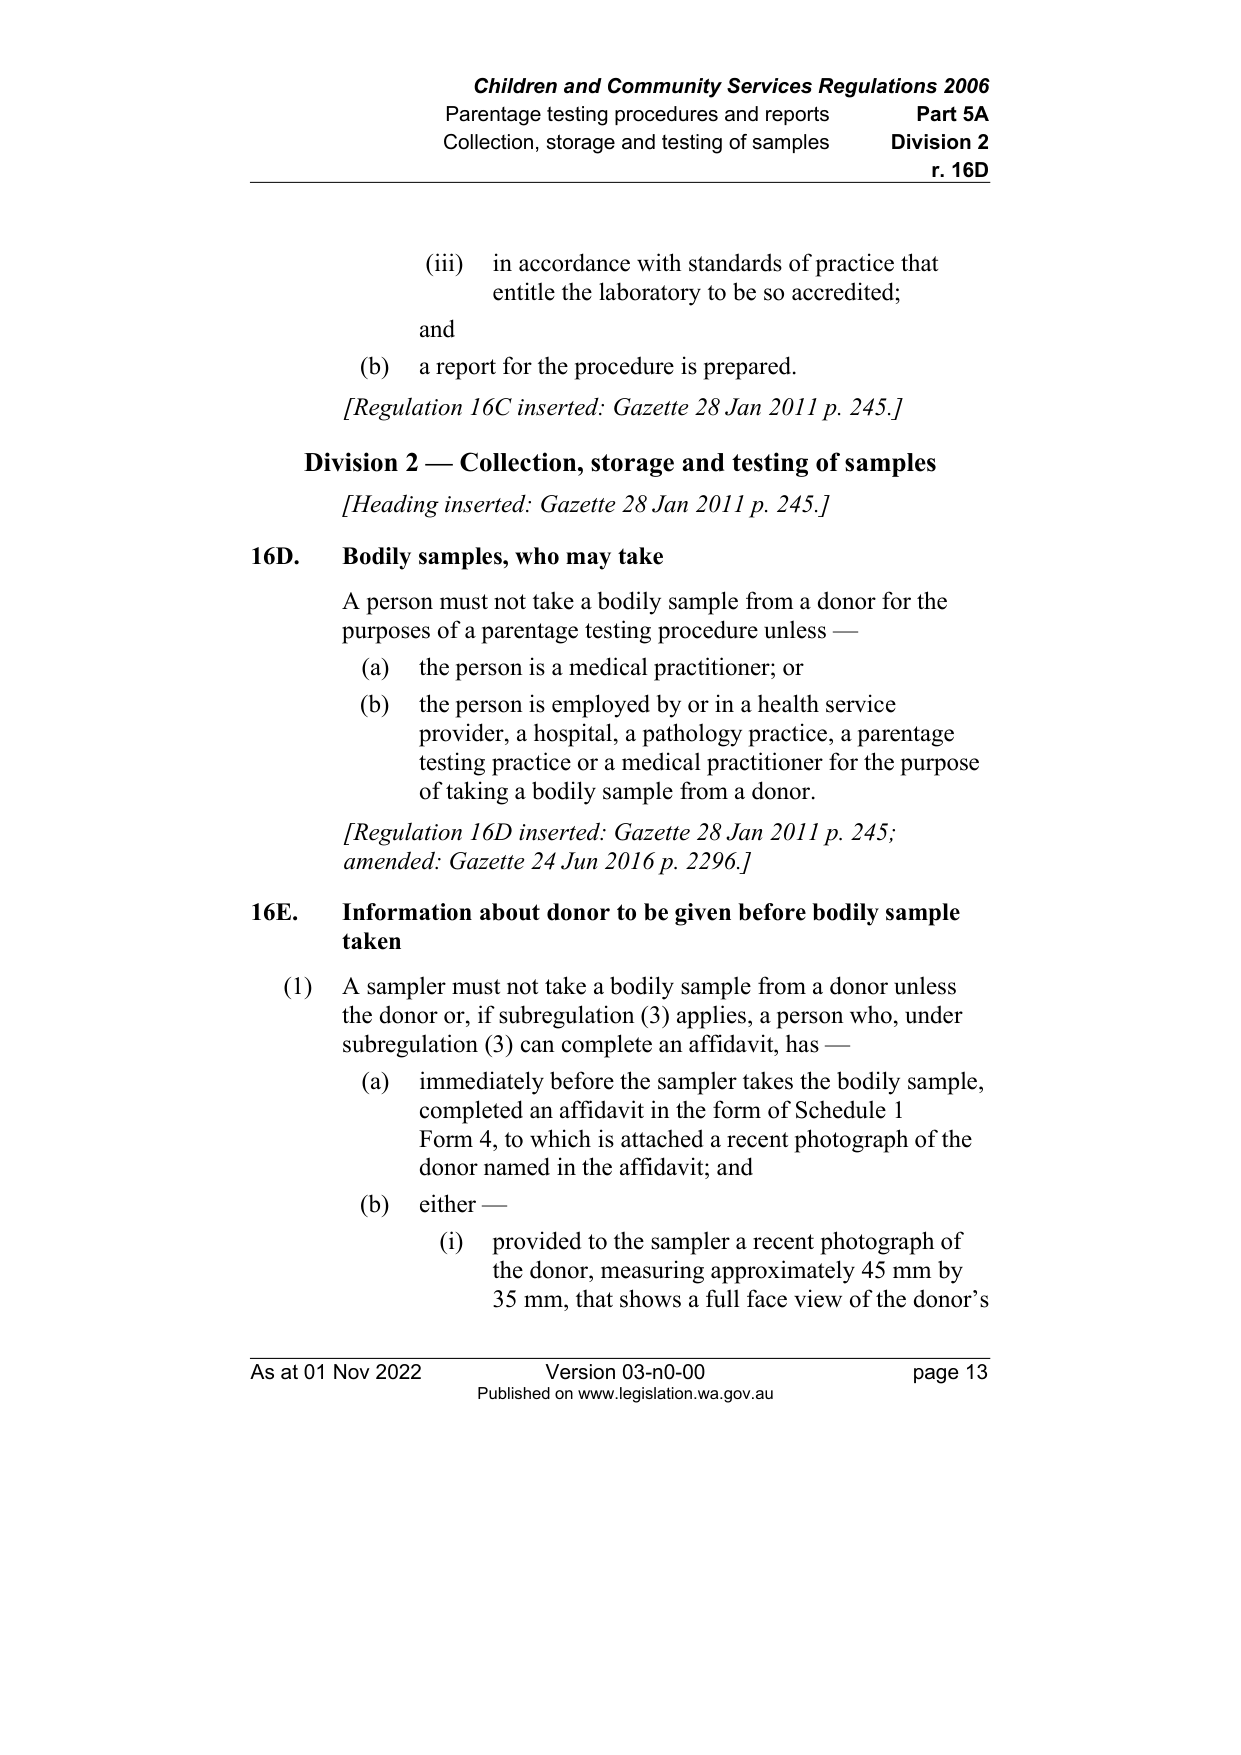 Children and Community Services Regulations 2006
Parentage testing procedures and reports Part 5A
Collection, storage and testing of samples Division 2
r. 16D
(iii) in accordance with standards of practice that
entitle the laboratory to be so accredited;
and
(b) a report for the procedure is prepared.
[Regulation 16C inserted: Gazette 28 Jan 2011 p. 245.]
Division 2 — Collection, storage and testing of samples
[Heading inserted: Gazette 28 Jan 2011 p. 245.]
16D. Bodily samples, who may take
A person must not take a bodily sample from a donor for the
purposes of a parentage testing procedure unless —
(a) the person is a medical practitioner; or
(b) the person is employed by or in a health service
provider, a hospital, a pathology practice, a parentage
testing practice or a medical practitioner for the purpose
of taking a bodily sample from a donor.
[Regulation 16D inserted: Gazette 28 Jan 2011 p. 245;
amended: Gazette 24 Jun 2016 p. 2296.]
16E. Information about donor to be given before bodily sample
taken
(1) A sampler must not take a bodily sample from a donor unless
the donor or, if subregulation (3) applies, a person who, under
subregulation (3) can complete an affidavit, has —
(a) immediately before the sampler takes the bodily sample,
completed an affidavit in the form of Schedule 1
Form 4, to which is attached a recent photograph of the
donor named in the affidavit; and
(b) either —
(i) provided to the sampler a recent photograph of
the donor, measuring approximately 45 mm by
35 mm, that shows a full face view of the donor’s
As at 01 Nov 2022 Version 03-n0-00 page 13
Published on www.legislation.wa.gov.au